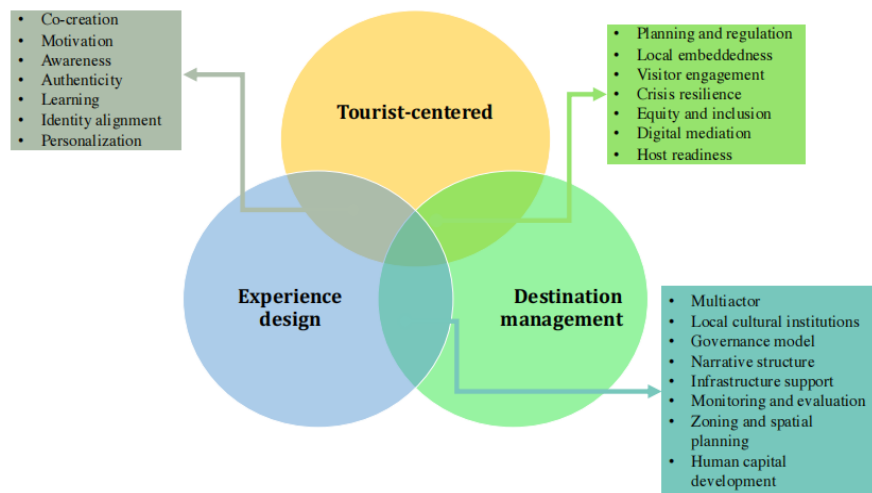 • Co-creation
• Motivation
• Awareness
• Authenticity
• Learning
• Identity alignment
• Personalization
Tourist-centered
• Planning and regulation
• Local embeddedness
• Visitor engagement
• Crisis resilience
• Equity and inclusion
• Digital mediation
• Host readiness
Experience
design
Destination
management
• Multiactor
• Local cultural institutions
• Governance model
• Narrative structure
• Infrastructure support
• Monitoring and evaluation
• Zoning and spatial
planning
• Human capital
development